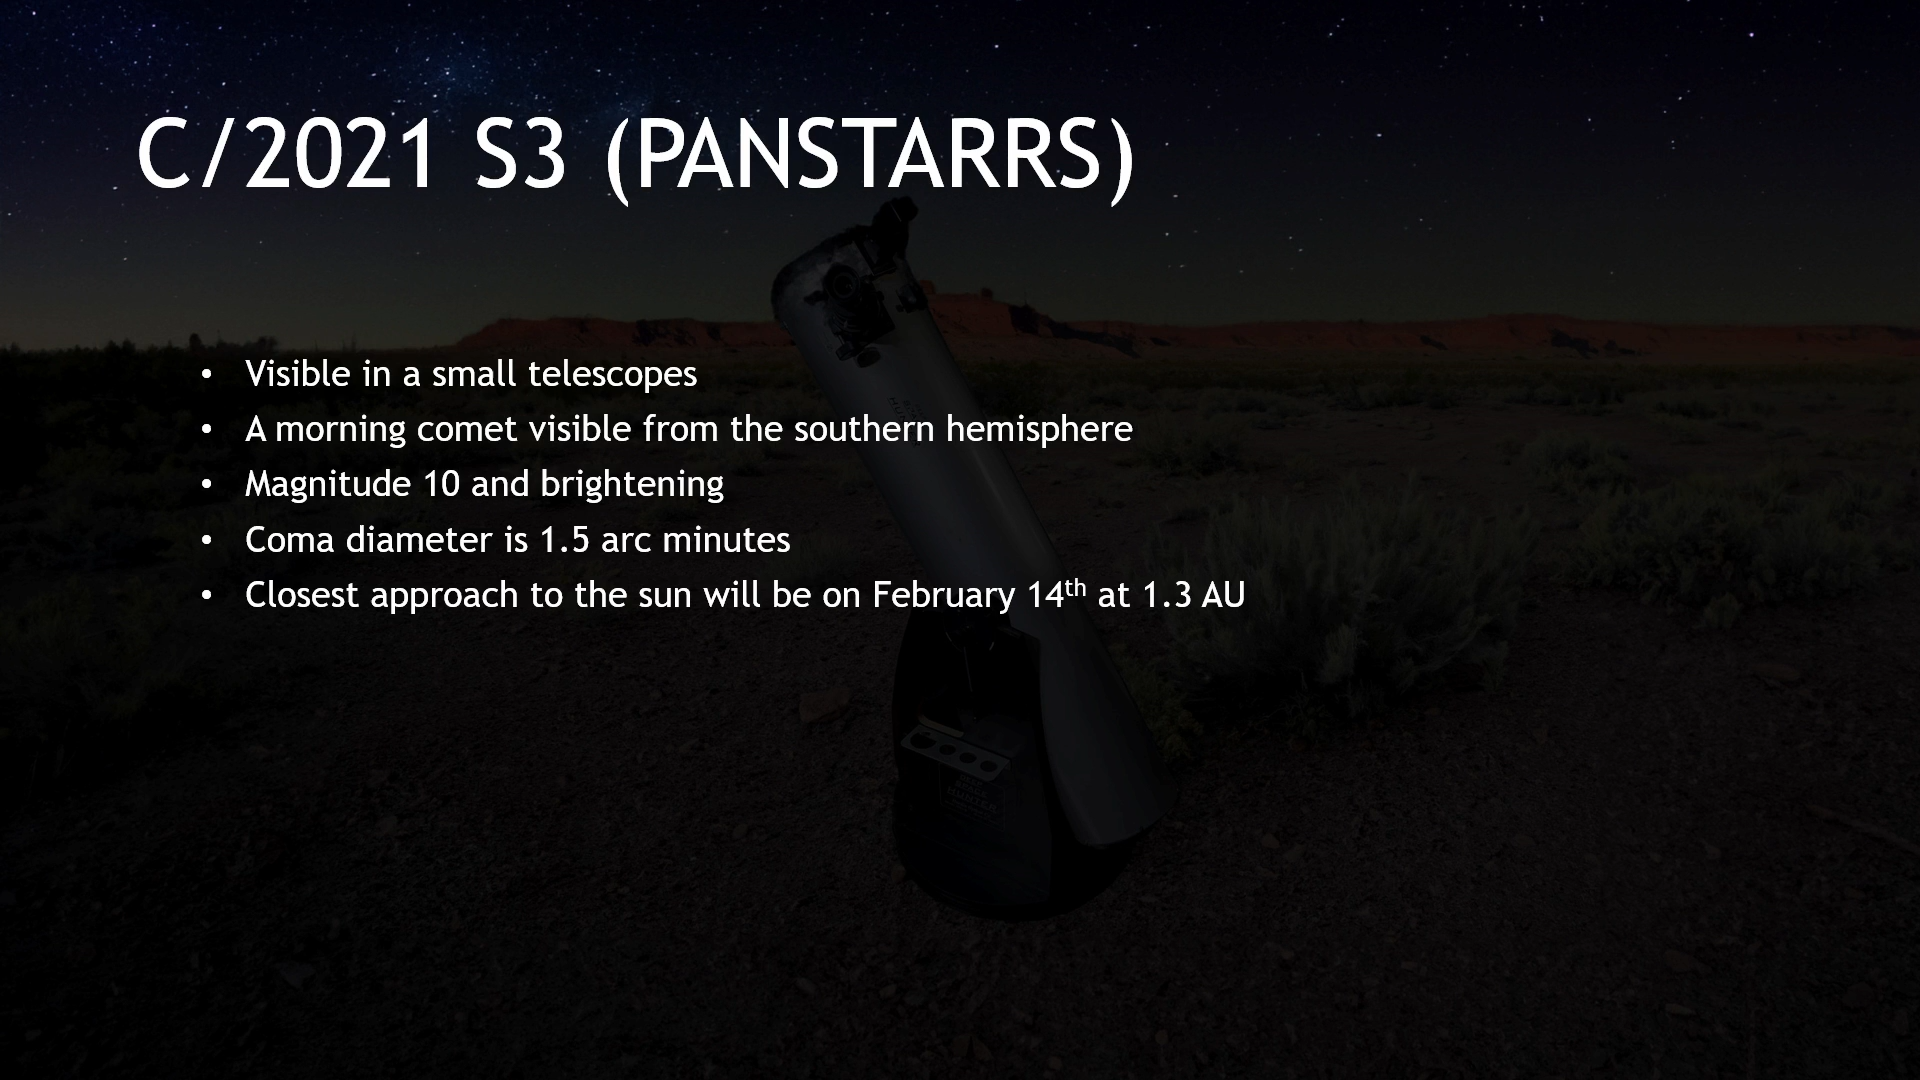 C/2021 S3 (PANSTARRS)
• Visible in a small telescopes
• A morning comet visible from the southern hemisphere
• Magnitude 10 and brightening
• Coma diameter is 1.5 arc minutes
• Closest approach to the sun will be on February 14th at 1.3 AU